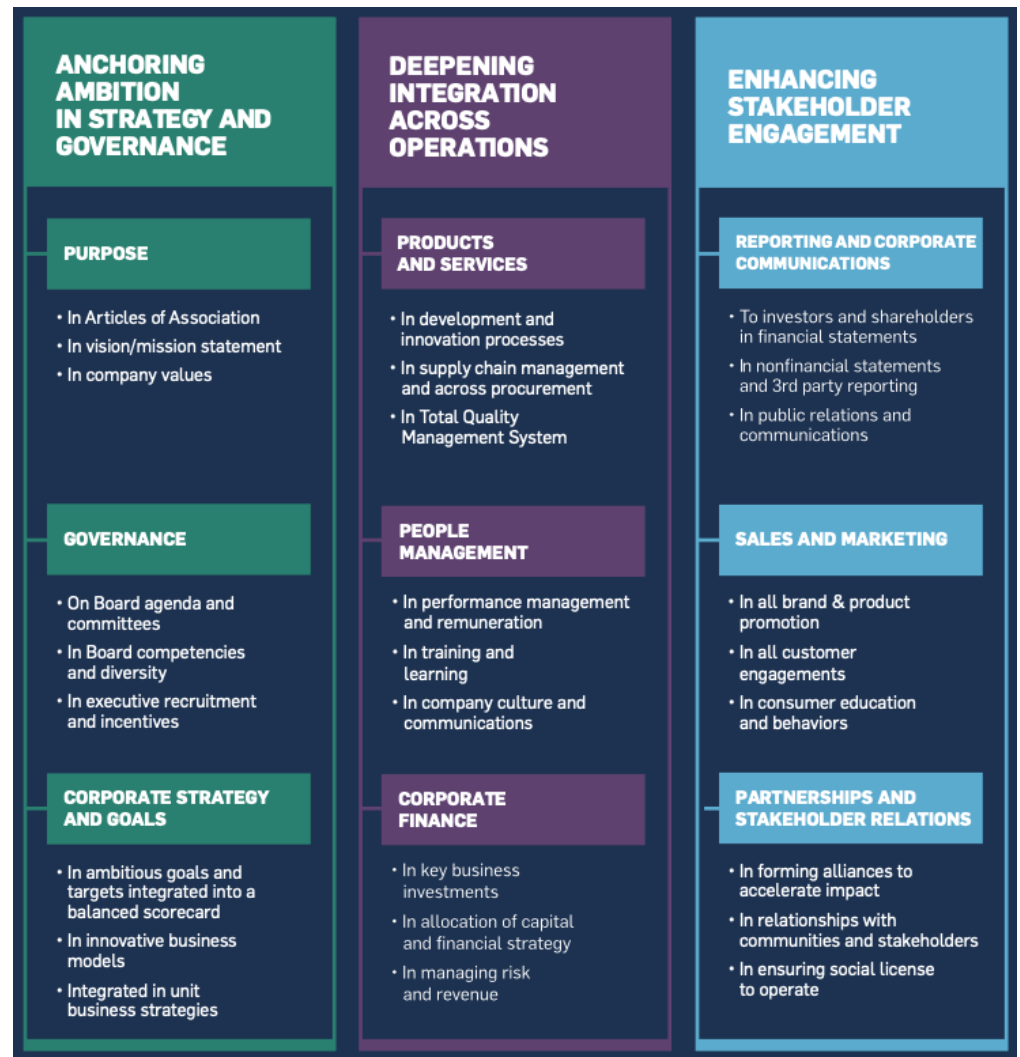 ANCHORING
AMBITION
IN STRATEGY AND
GOVERNANCE
PURPOSE
• In Articles of Association
• In vision/mission statement
• In company values
GOVERNANCE
• On Board agenda and
committees
• In Board competencies
and diversity
• In executive recruitment
and incentives
CORPORATE STRATEGY
AND GOALS
• In ambitious goals and
targets integrated into a
balanced scorecard
• In innovative business
models
• Integrated in unit
business strategies
DEEPENING
INTEGRATION
ACROSS
OPERATIONS
PRODUCTS
AND SERVICES
• In development and
innovation processes
• In supply chain management
and across procurement
• In Total Quality
Management System
PEOPLE
MANAGEMENT
• In performance management
and remuneration
• In training and
learning
• In company culture and
communications
CORPORATE
FINANCE
• In key business
investments
• In allocation of capital
and financial strategy
• In managing risk
and revenue
ENHANCING
STAKEHOLDER
ENGAGEMENT
REPORTING AND CORPORATE
COMMUNICATIONS
• To investors and shareholders
in financial statements
• In nonfinancial statements
and 3rd party reporting
• In public relations and
communications
SALES AND MARKETING
• In all brand & product
promotion
• In all customer
engagements
• In consumer education
and behaviors
PARTNERSHIPS AND
STAKEHOLDER RELATIONS
• In forming alliances to
accelerate impact
• In relationships with
communities and stakeholders
• In ensuring social license
to operate